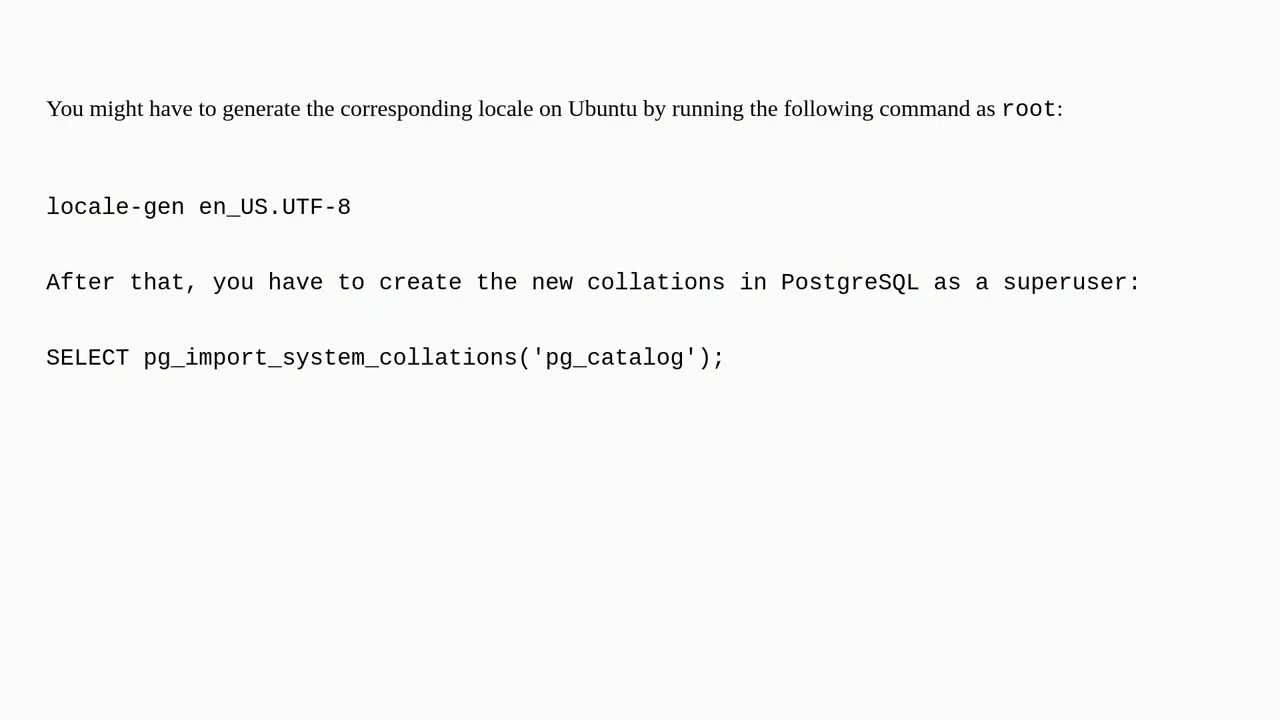 You might have to generate the corresponding locale on Ubuntu by running the following command as root:
locale-gen en_US.UTF-8
After that, you have to create the new collations in PostgreSQL as a superuser:
SELECT pg_import_system_collations('pg_catalog');